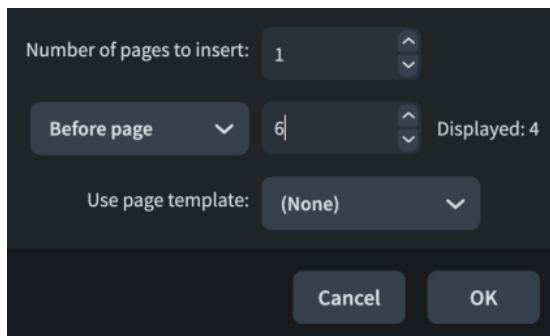 Number of pages to insert: 1
Before page 6 Displayed: 4
Use page template: (None)
Cancel OK